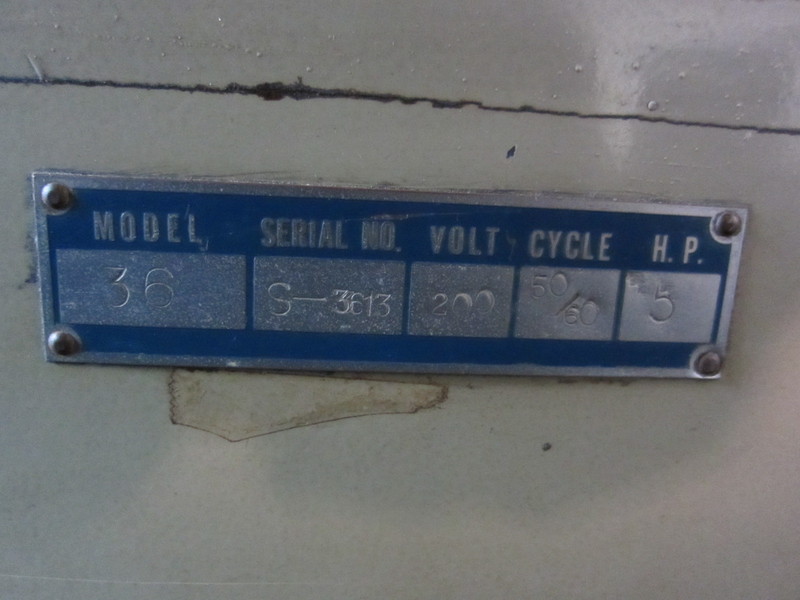 MODEL SERIAL NO. VOLT CYCLE H.P.
36 S-3613 200 50/60 5